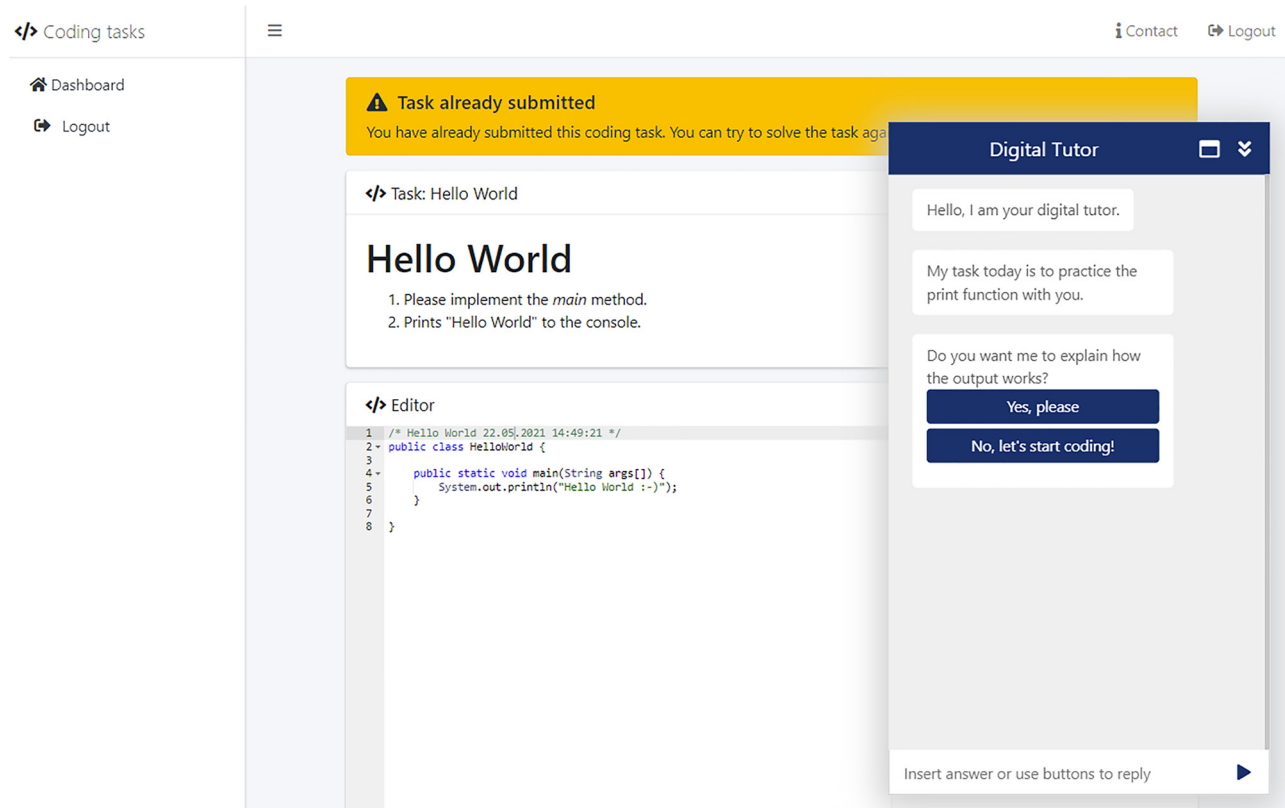 Coding tasks
Dashboard
Logout
Contact
Logout
Task already submitted
You have already submitted this coding task. You can try to solve the task
Task: Hello World
Hello World
1. Please implement the main method.
2. Prints "Hello World" to the console.
Editor
1 /* Hello World 22.05.2021 14:49:21 */
2 public class HelloWorld {
3
4 public static void main(String args[]) {
5 System.out.println("Hello World :-)");
6 }
7
8 }
Digital Tutor
Hello, I am your digital tutor.
My task today is to practice the
print function with you.
Do you want me to explain how
the output works?
Yes, please
No, let's start coding!
Insert answer or use buttons to reply